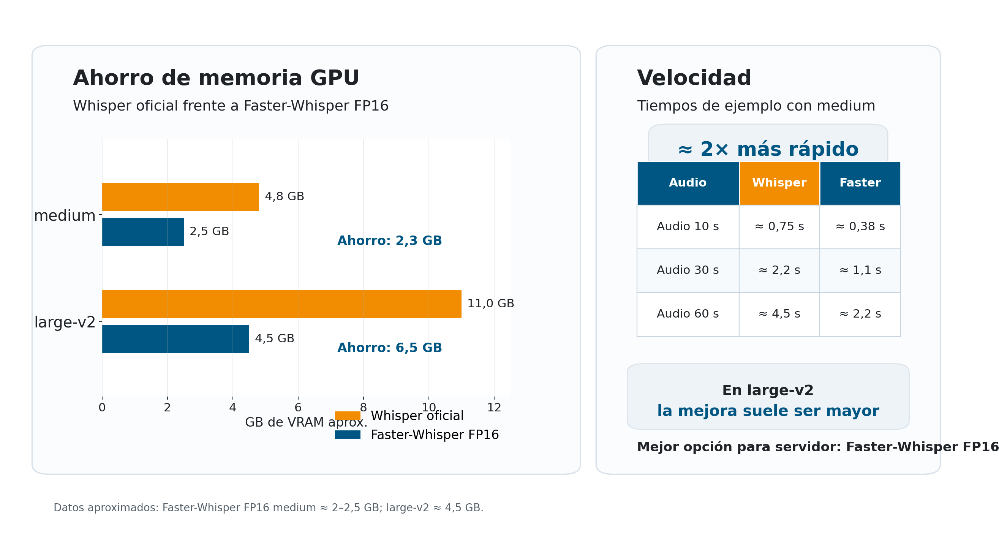 Ahorro de memoria GPU
Whisper oficial frente a Faster-Whisper FP16
medium
4,8 GB
2,5 GB
Ahorro: 2,3 GB
large-v2
11,0 GB
4,5 GB
Ahorro: 6,5 GB
0 2 4 6 8 10 12
GB de VRAM aprox.
Whisper oficial
Faster-Whisper FP16
Velocidad
Tiempos de ejemplo con medium
≈ 2× más rápido
Audio Whisper Faster
Audio 10 s ≈ 0,75 s ≈ 0,38 s
Audio 30 s ≈ 2,2 s ≈ 1,1 s
Audio 60 s ≈ 4,5 s ≈ 2,2 s
En large-v2
la mejora suele ser mayor
Mejor opción para servidor: Faster-Whisper FP16
Datos aproximados: Faster-Whisper FP16 medium ≈ 2–2,5 GB; large-v2 ≈ 4,5 GB.